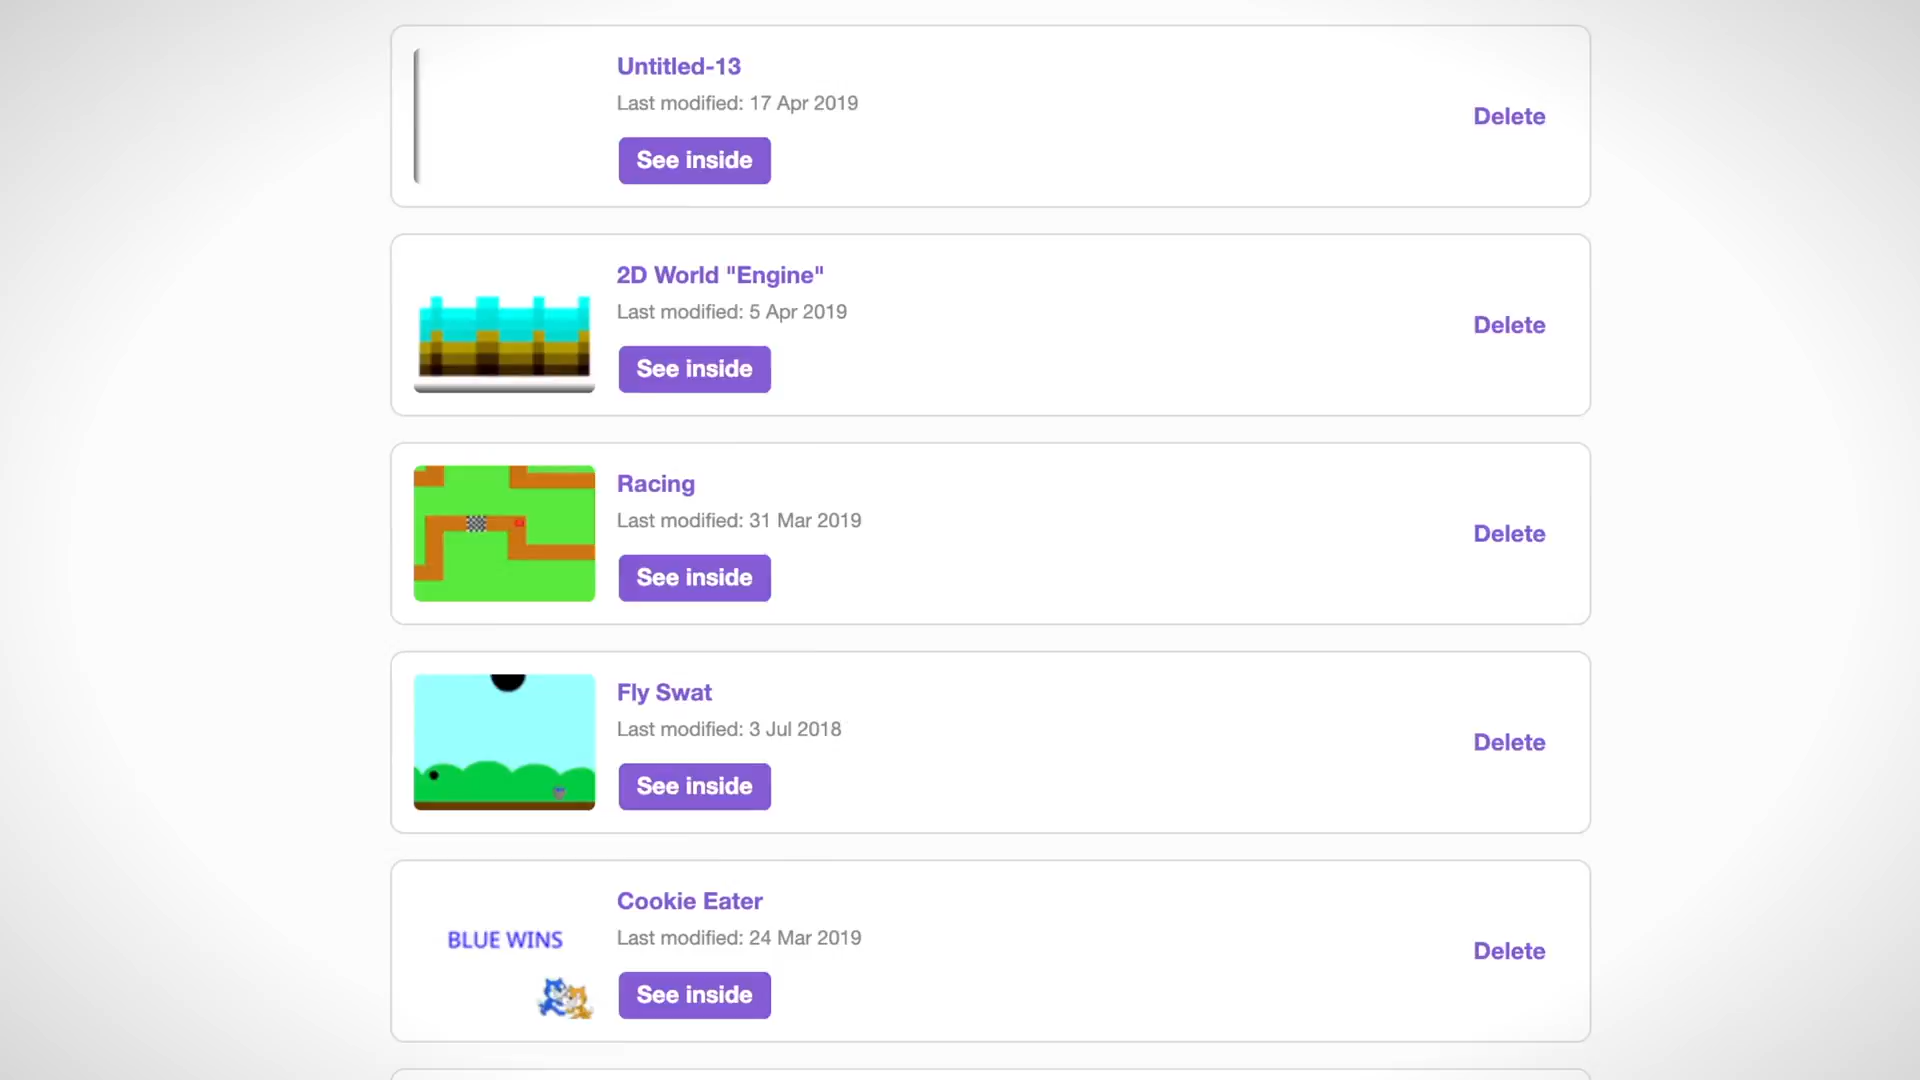 Untitled-13
Last modified: 17 Apr 2019
Delete
See inside
2D World "Engine"
Last modified: 5 Apr 2019
Delete
See inside
Racing
Last modified: 31 Mar 2019
Delete
See inside
Fly Swat
Last modified: 3 Jul 2018
Delete
See inside
Cookie Eater
BLUE WINS
Last modified: 24 Mar 2019
Delete
See inside